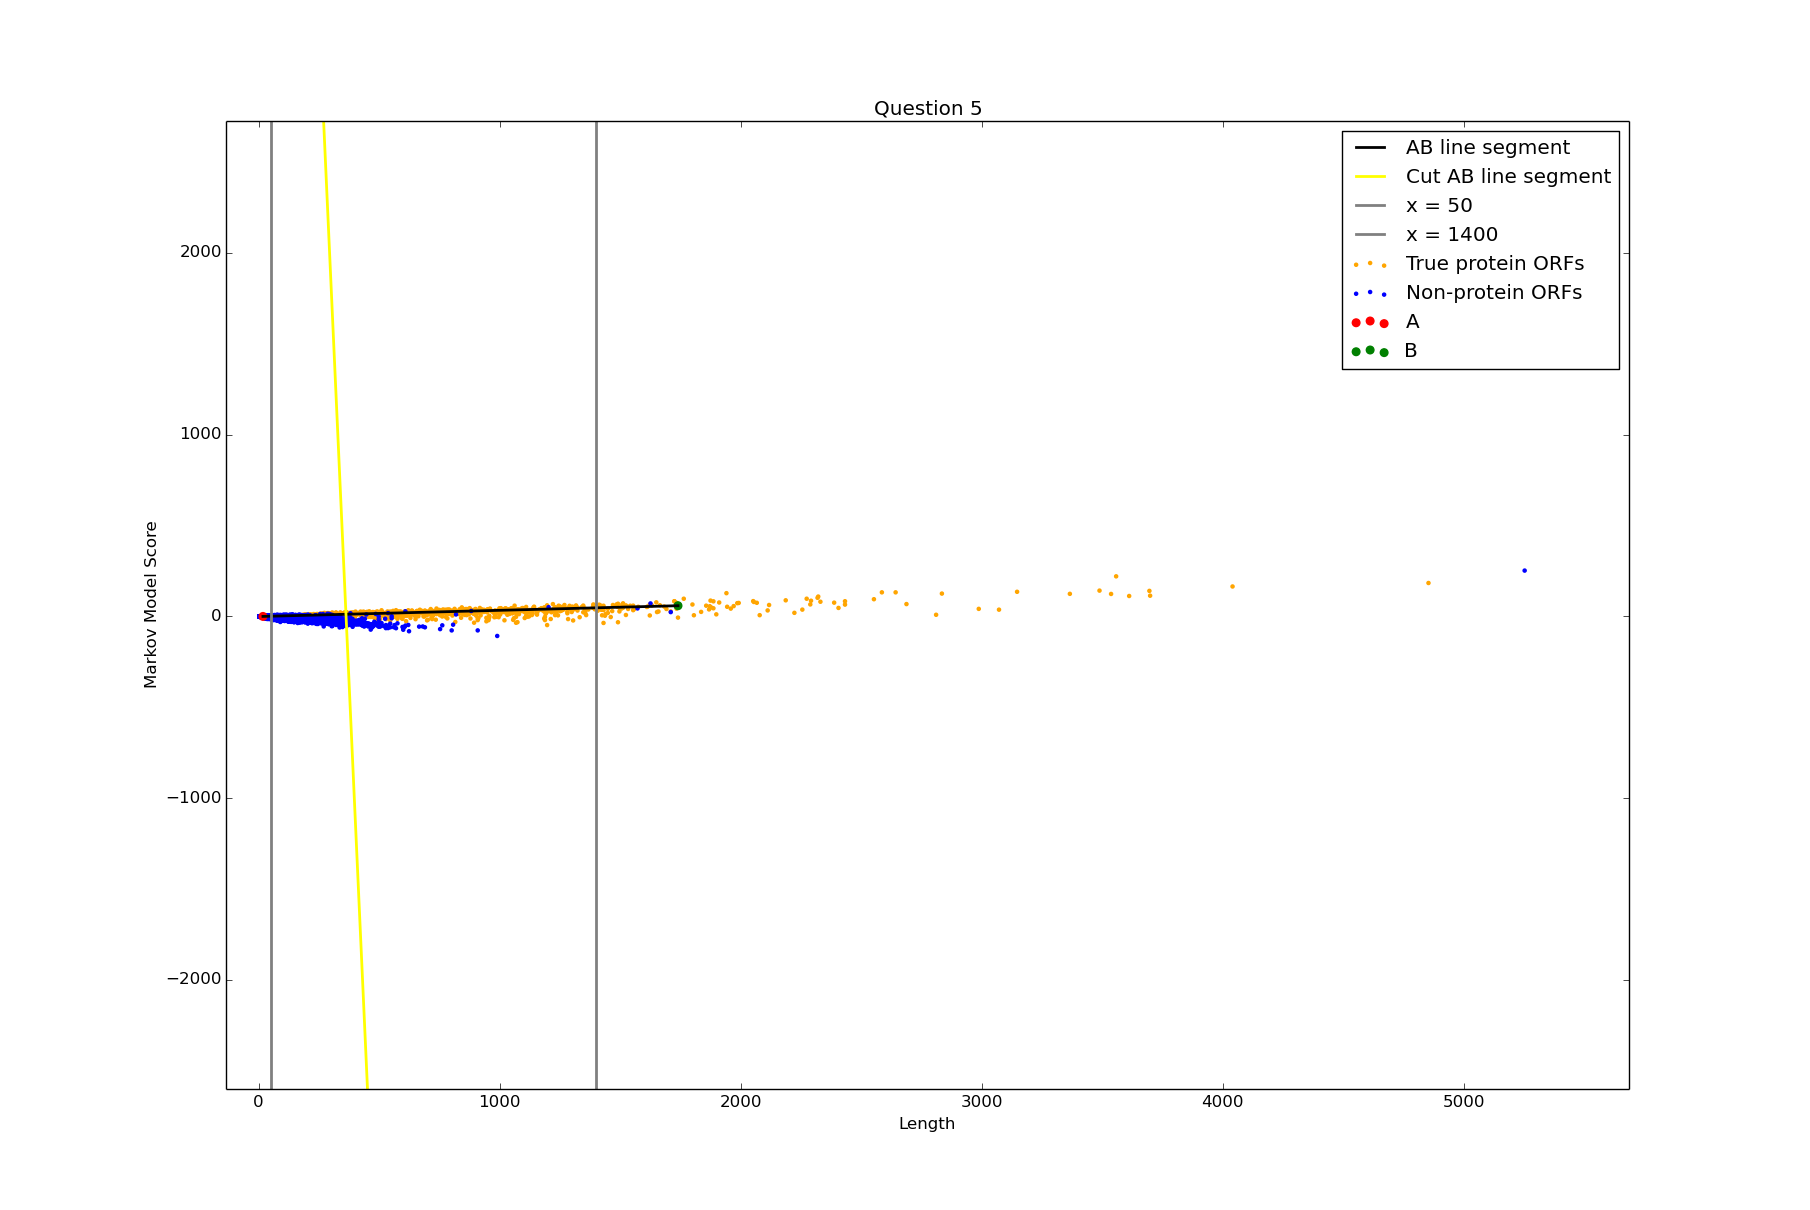 Question 5
AB line segment
Cut AB line segment
x = 50
x = 1400
True protein ORFs
Non-protein ORFs
A
B
2000
1000
0
−1000
−2000
Markov Model Score
0 1000 2000 3000 4000 5000
Length